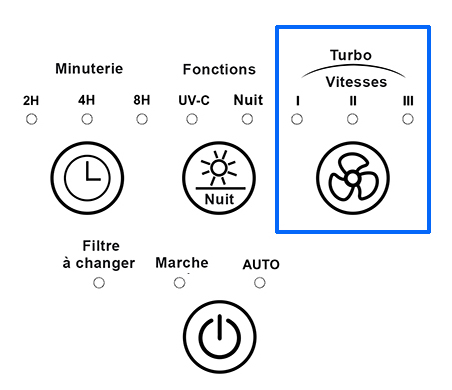 Turbo
Minuterie Fonctions Vitesses
2H 4H 8H UV-C Nuit I II III
Nuit
Filtre
à changer Marche AUTO